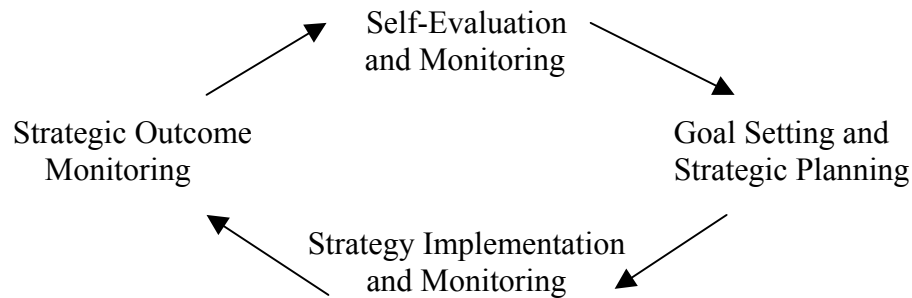 Self-Evaluation
and Monitoring
Strategic Outcome
Monitoring
Goal Setting and
Strategic Planning
Strategy Implementation
and Monitoring